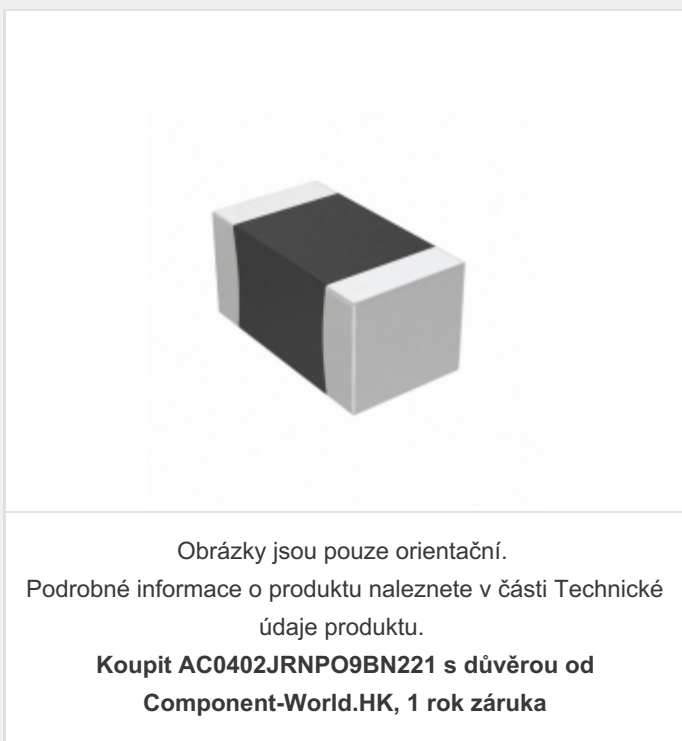 Obrázky jsou pouze orientační.
Podrobné informace o produktu naleznete v části Technické
údaje produktu.
Koupit AC0402JRNPO9BN221 s důvěrou od
Component-World.HK, 1 rok záruka